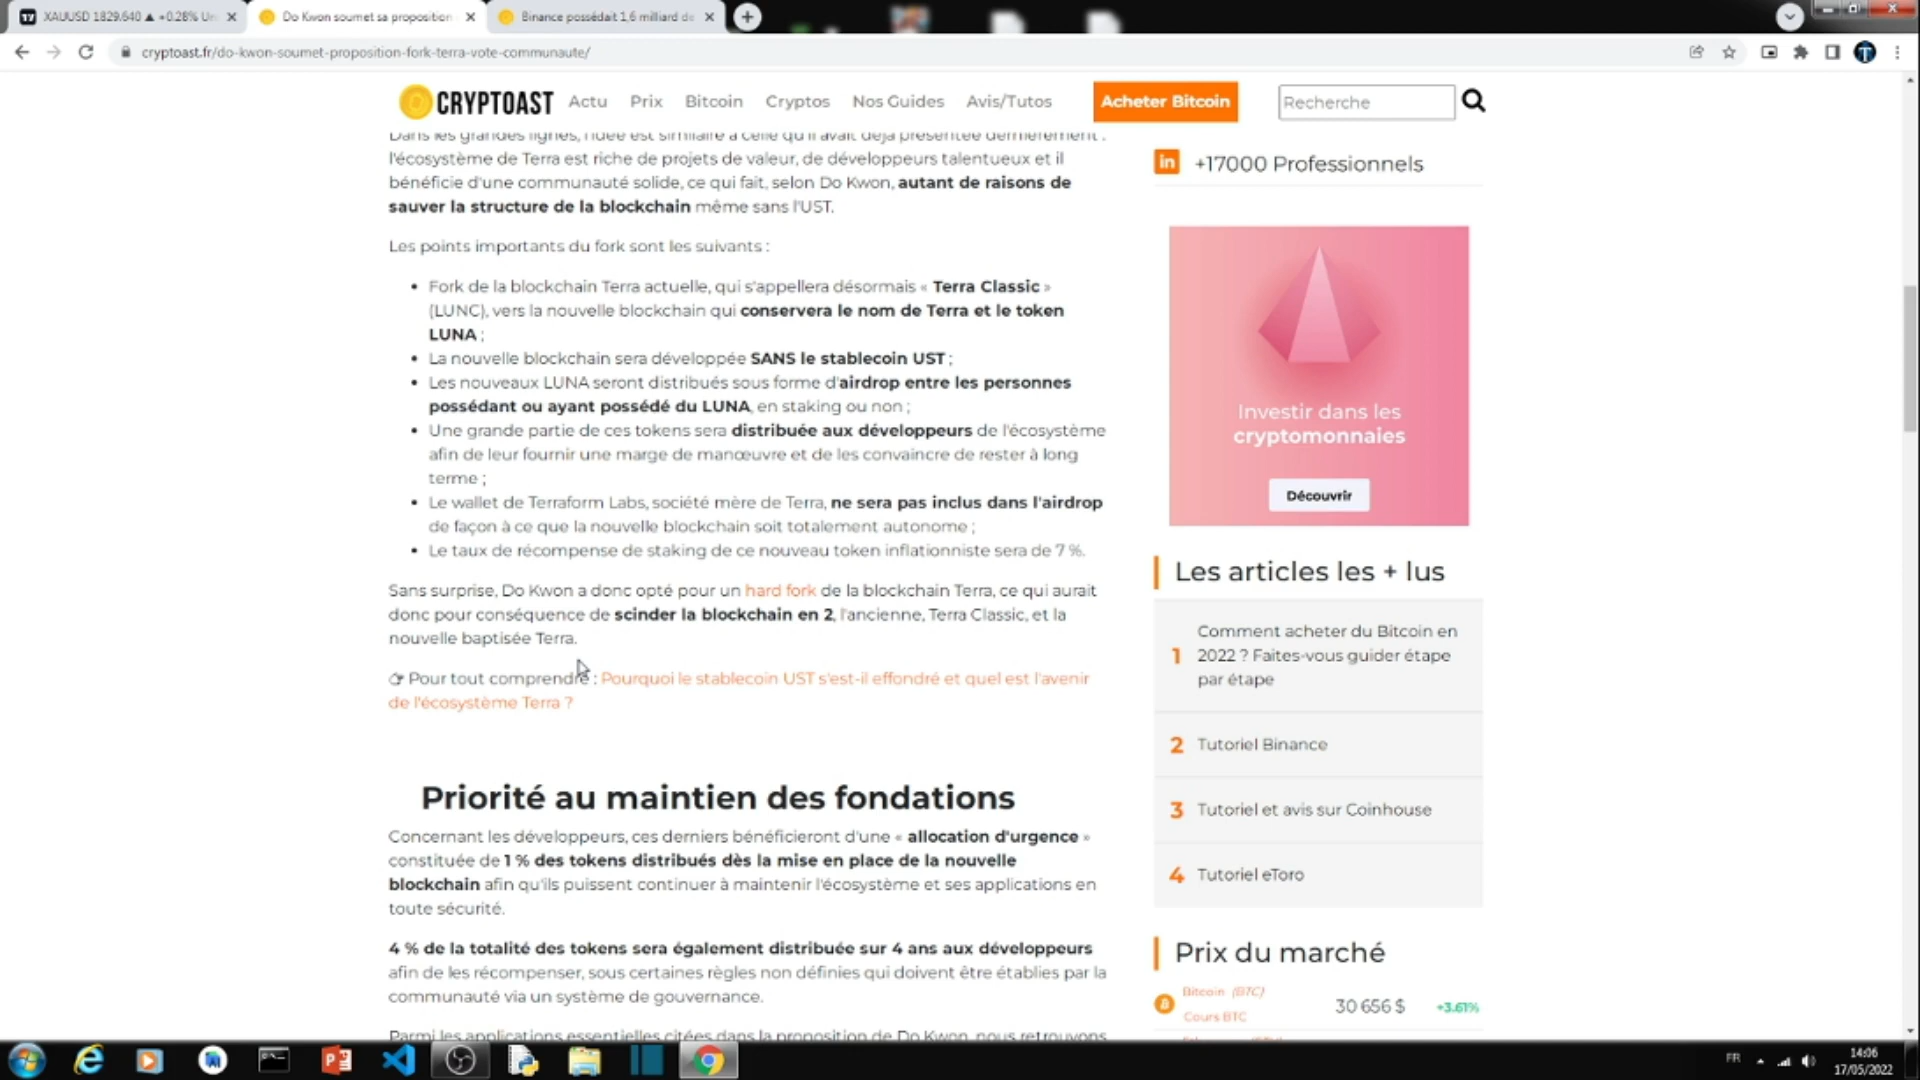 XAUUSD 1829.640 ▲ +0.28% Un
Do Kwon soumet sa proposition
Binance possédait 1,6 milliard de
cryptoast.fr/do-kwon-soumet-proposition-fork-terra-vote-communaute/
CRYPTOAST
Actu
Prix
Bitcoin
Cryptos
Nos Guides
Avis/Tutos
Acheter Bitcoin
Recherche
Dans les grandes lignes, l'idée est similaire à celle qu'il avait déjà présentée dernièrement :
l'écosystème de Terra est riche de projets de valeur, de développeurs talentueux et il
bénéficie d'une communauté solide, ce qui fait, selon Do Kwon, autant de raisons de
sauver la structure de la blockchain même sans l'UST.
Les points importants du fork sont les suivants :
• Fork de la blockchain Terra actuelle, qui s'appellera désormais « Terra Classic »
(LUNC), vers la nouvelle blockchain qui conservera le nom de Terra et le token
LUNA ;
• La nouvelle blockchain sera développée SANS le stablecoin UST ;
• Les nouveaux LUNA seront distribués sous forme d'airdrop entre les personnes
possédant ou ayant possédé du LUNA, en staking ou non ;
• Une grande partie de ces tokens sera distribuée aux développeurs de l'écosystème
afin de leur fournir une marge de manœuvre et de les convaincre de rester à long
terme ;
• Le wallet de Terraform Labs, société mère de Terra, ne sera pas inclus dans l'airdrop
de façon à ce que la nouvelle blockchain soit totalement autonome ;
• Le taux de récompense de staking de ce nouveau token inflationniste sera de 7 %.
Sans surprise, Do Kwon a donc opté pour un hard fork de la blockchain Terra, ce qui aurait
donc pour conséquence de scinder la blockchain en 2, l'ancienne, Terra Classic, et la
nouvelle baptisée Terra.
👉 Pour tout comprendre : Pourquoi le stablecoin UST s'est-il effondré et quel est l'avenir
de l'écosystème Terra ?
Priorité au maintien des fondations
Concernant les développeurs, ces derniers bénéficieront d'une « allocation d'urgence »
constituée de 1 % des tokens distribués dès la mise en place de la nouvelle
blockchain afin qu'ils puissent continuer à maintenir l'écosystème et ses applications en
toute sécurité.
4 % de la totalité des tokens sera également distribuée sur 4 ans aux développeurs
afin de les récompenser, sous certaines règles non définies qui doivent être établies par la
communauté via un système de gouvernance.
Parmi les applications essentielles citées dans la proposition de Do Kwon, nous retrouvons
in +17000 Professionnels
Investir dans les
cryptomonnaies
Découvrir
Les articles les + lus
1 Comment acheter du Bitcoin en
2022 ? Faites-vous guider étape
par étape
2 Tutoriel Binance
3 Tutoriel et avis sur Coinhouse
4 Tutoriel eToro
Prix du marché
Bitcoin (BTC)
Cours BTC
30 656 $
+3.61%
FR
14:06
17/05/2022